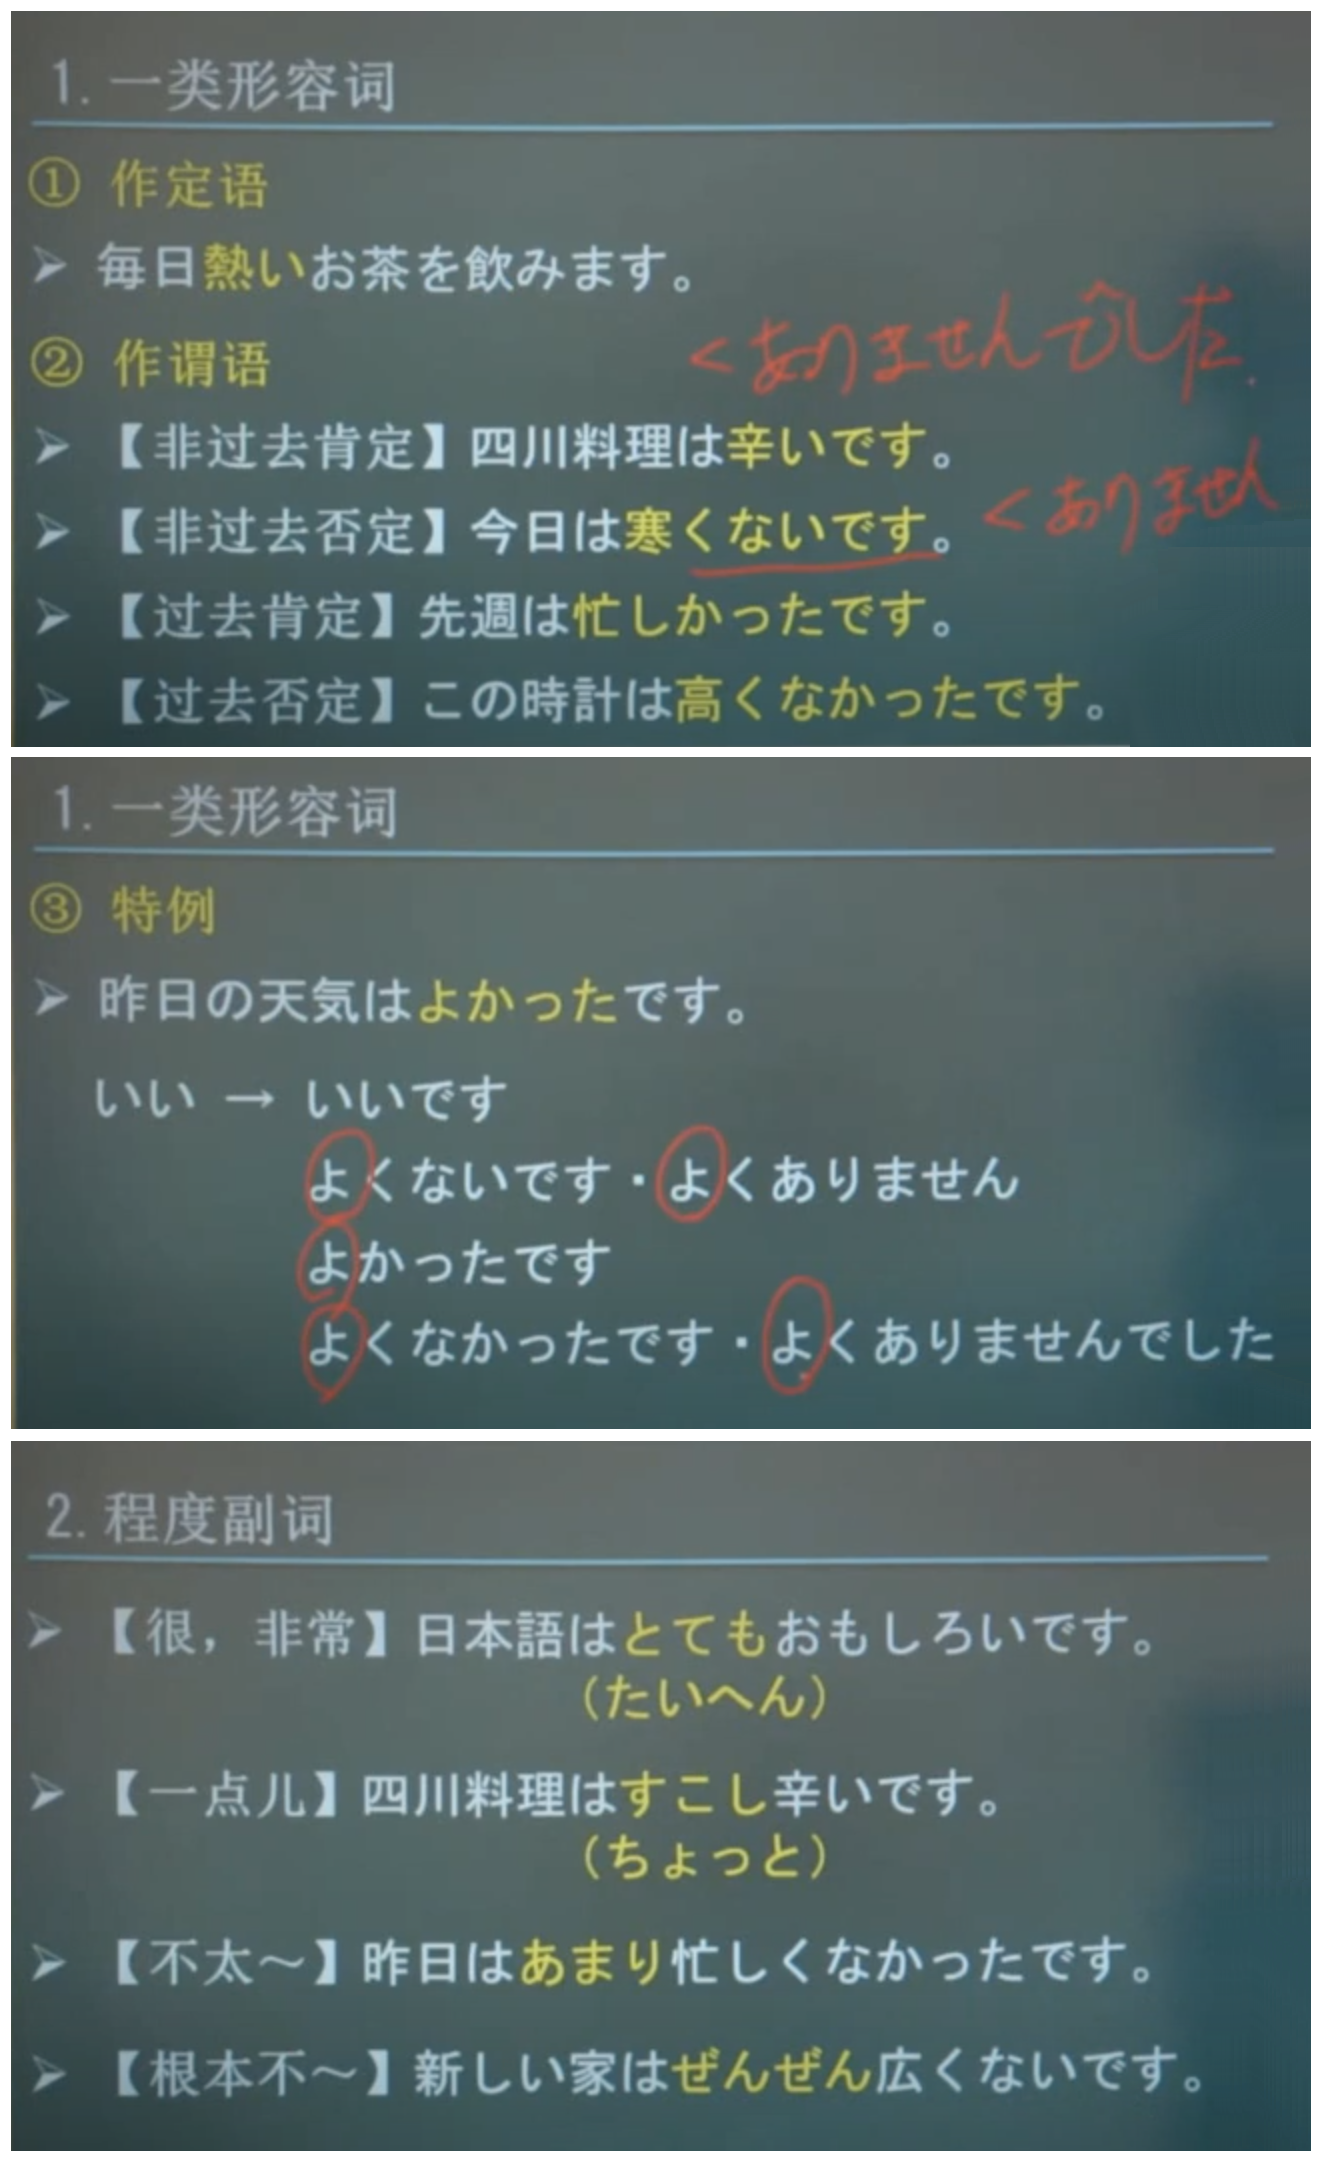 1. 一类形容词
① 作定语
➢ 毎日熱いお茶を飲みます。
くありませんでした
② 作谓语
➢ 【非过去肯定】四川料理は辛いです。
➢ 【非过去否定】今日は寒くないです。 くありません
➢ 【过去肯定】先週は忙しかったです。
➢ 【过去否定】この時計は高くなかったです。
1. 一类形容词
③ 特例
➢ 昨日の天気はよかったです。
いい → いいです
よくないです・よくありません
よかったです
よくなかったです・よくありませんでした
2. 程度副词
➢ 【很，非常】日本語はとてもおもしろいです。
（たいへん）
➢ 【一点儿】四川料理はすこし辛いです。
（ちょっと）
➢ 【不太～】昨日はあまり忙しくなかったです。
➢ 【根本不～】新しい家はぜんぜん広くないです。